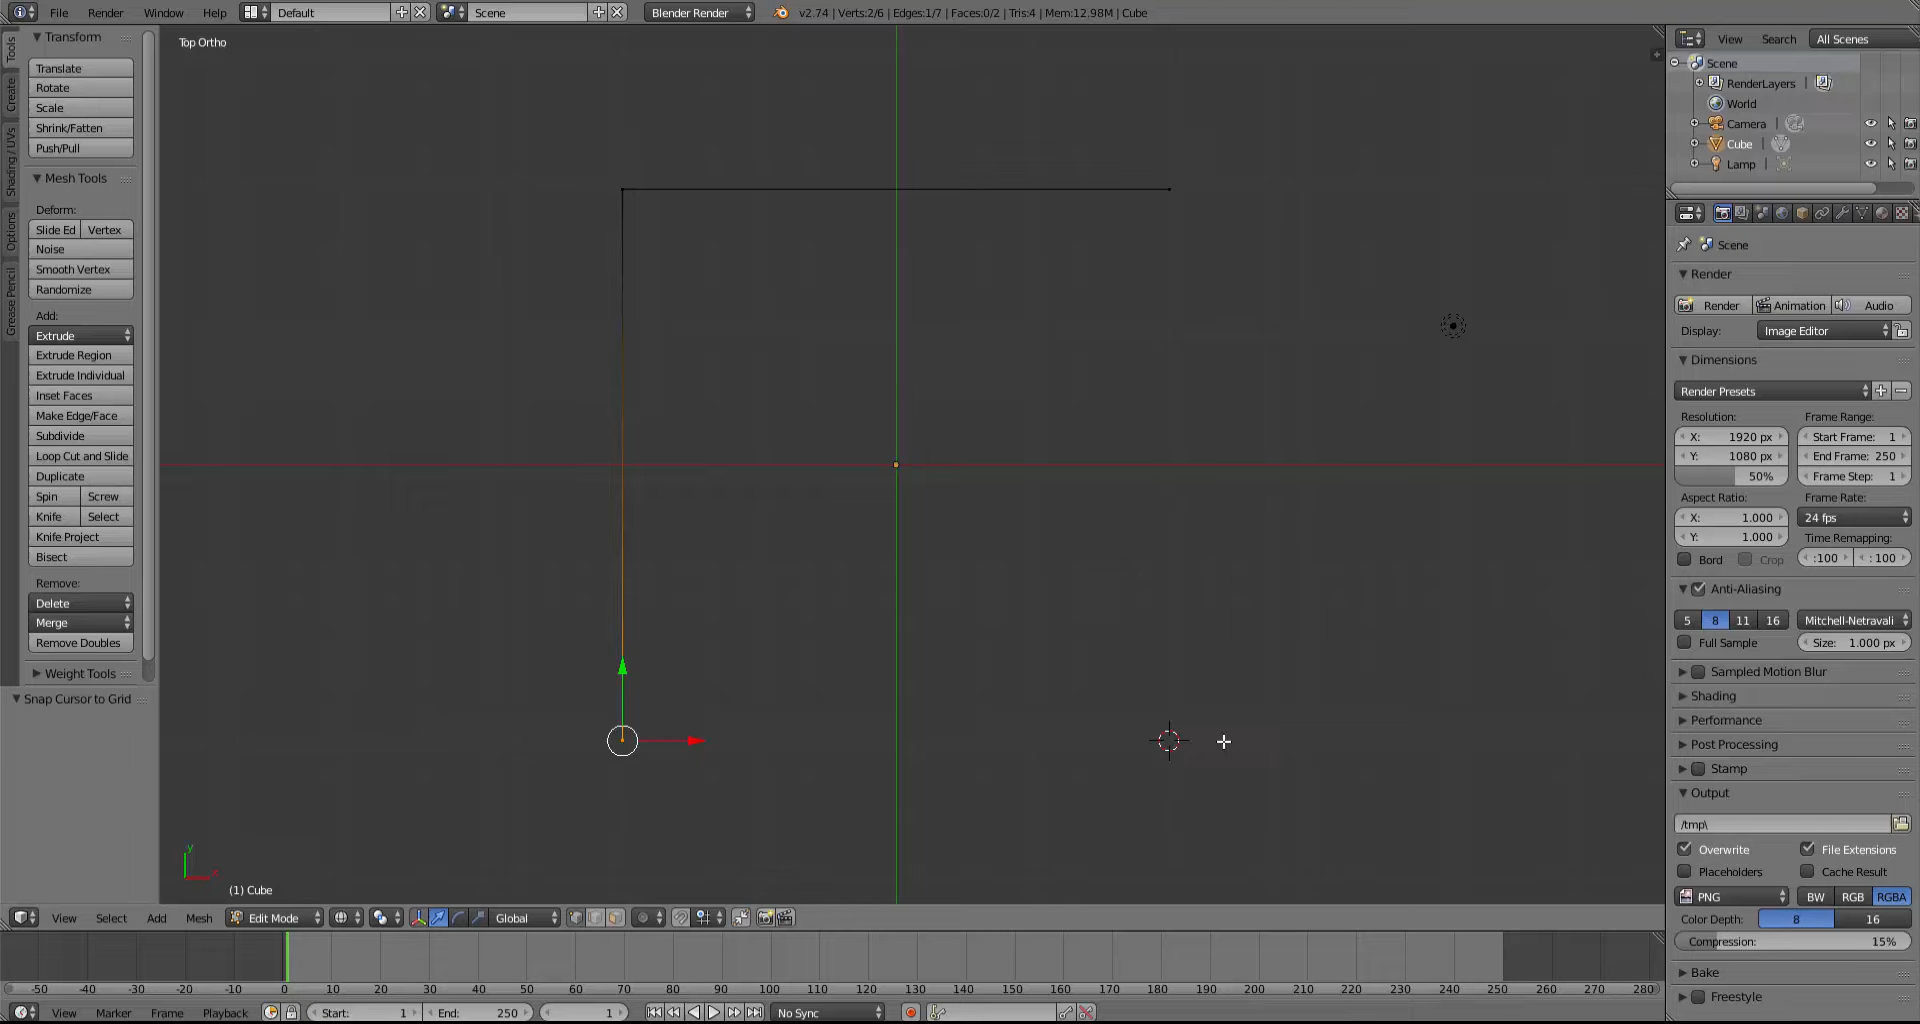 File Render Window Help Default Scene Blender Render v2.74 | Verts:2/6 | Edges:1/7 | Faces:0/2 | Tris:4 | Mem:12.98M | Cube
Tools
Create
Shading / UVs
Options
Grease Pencil
Transform
Translate
Rotate
Scale
Shrink/Fatten
Push/Pull
Mesh Tools
Deform:
Slide Ed Vertex
Noise
Smooth Vertex
Randomize
Add:
Extrude
Extrude Region
Extrude Individual
Inset Faces
Make Edge/Face
Subdivide
Loop Cut and Slide
Duplicate
Spin Screw
Knife Select
Knife Project
Bisect
Remove:
Delete
Merge
Remove Doubles
Weight Tools
Snap Cursor to Grid
Top Ortho
y
x
(1) Cube
View Select Add Mesh Edit Mode Global
-50 -40 -30 -20 -10 0 10 20 30 40 50 60 70 80 90 100 110 120 130 140 150 160 170 180 190 200 210 220 230 240 250 260 270 280
View Marker Frame Playback Start: 1 End: 250 1 No Sync
View Search All Scenes
Scene
RenderLayers |
World
Camera |
Cube |
Lamp |
Scene
Render
Render Animation Audio
Display: Image Editor
Dimensions
Render Presets
Resolution: Frame Range:
X: 1920 px Start Frame: 1
Y: 1080 px End Frame: 250
50% Frame Step: 1
Aspect Ratio: Frame Rate:
X: 1.000 24 fps
Y: 1.000 Time Remapping:
Bord Crop :100 : 100
Anti-Aliasing
5 8 11 16 Mitchell-Netravali
Full Sample Size: 1.000 px
Sampled Motion Blur
Shading
Performance
Post Processing
Stamp
Output
/tmp\
Overwrite File Extensions
Placeholders Cache Result
PNG BW RGB RGBA
Color Depth: 8 16
Compression: 15%
Bake
Freestyle